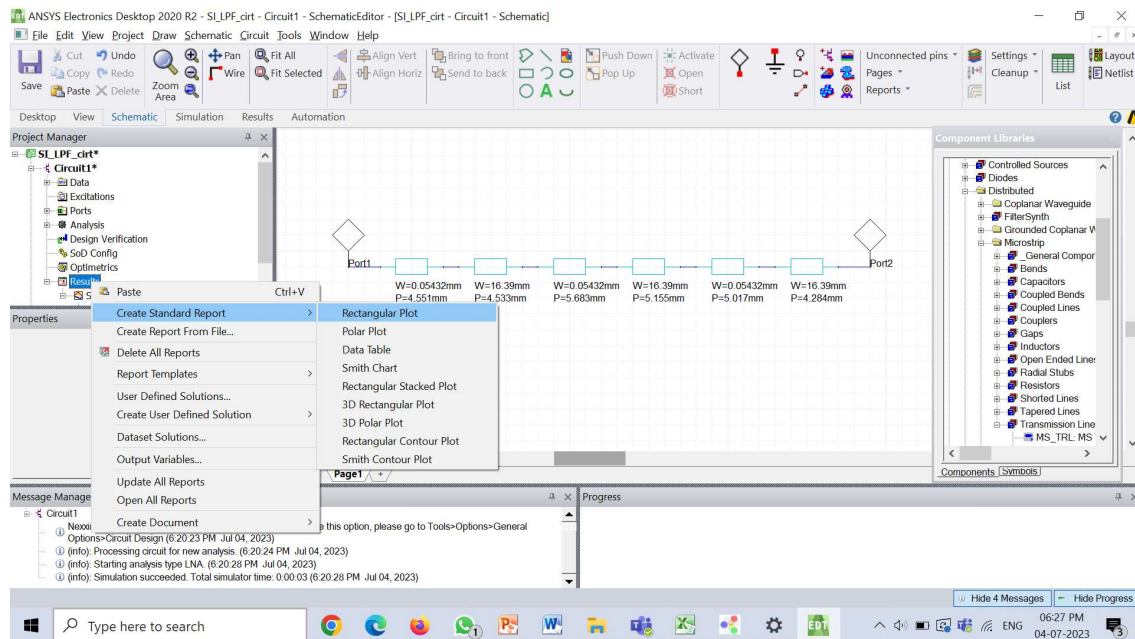 ANSYS Electronics Desktop 2020 R2 - SI_LPF_cirt - Circuit1 - SchematicEditor - [SI_LPF_cirt - Circuit1 - Schematic]
File Edit View Project Draw Schematic Circuit Tools Window Help
Save
Cut
Copy
Paste
Undo
Redo
Delete
Zoom Area
Pan
Wire
Fit All
Fit Selected
Align Vert
Align Horiz
Bring to front
Send to back
A
Push Down
Pop Up
Activate
Open
Short
Unconnected pins
Pages
Reports
Settings
Cleanup
List
Layout
Netlist
Desktop View Schematic Simulation Results Automation
Project Manager
SI_LPF_cirt*
Circuit1*
Data
Excitations
Ports
Analysis
Design Verification
SoD Config
Optimetrics
Results
S
Properties
Paste Ctrl+V
Create Standard Report
Create Report From File...
Delete All Reports
Report Templates
User Defined Solutions...
Create User Defined Solution
Dataset Solutions...
Output Variables...
Update All Reports
Open All Reports
Create Document
Rectangular Plot
Polar Plot
Data Table
Smith Chart
Rectangular Stacked Plot
3D Rectangular Plot
3D Polar Plot
Rectangular Contour Plot
Smith Contour Plot
Port1
Port2
W=0.05432mm W=16.39mm W=0.05432mm W=16.39mm W=0.05432mm W=16.39mm
P=4.551mm P=4.533mm P=5.683mm P=5.155mm P=5.017mm P=4.284mm
Page1 +
Component Libraries
Controlled Sources
Diodes
Distributed
Coplanar Waveguide
FilterSynth
Grounded Coplanar W
Microstrip
_General Compor
Bends
Capacitors
Coupled Bends
Coupled Lines
Couplers
Gaps
Inductors
Open Ended Lines
Radial Stubs
Resistors
Shorted Lines
Tapered Lines
Transmission Line
MS_TRL: MS
Components Symbols
Message Manage
Circuit1
Nexxi
e this option, please go to Tools>Options>General
Options>Circuit Design (6:20:23 PM Jul 04, 2023)
(info): Processing circuit for new analysis. (6:20:24 PM Jul 04, 2023)
(info): Starting analysis type LNA. (6:20:28 PM Jul 04, 2023)
(info): Simulation succeeded. Total simulator time: 0:00:03 (6:20:28 PM Jul 04, 2023)
Progress
Hide 4 Messages Hide Progress
Type here to search
1
EDT
ENG
06:27 PM
04-07-2023
3